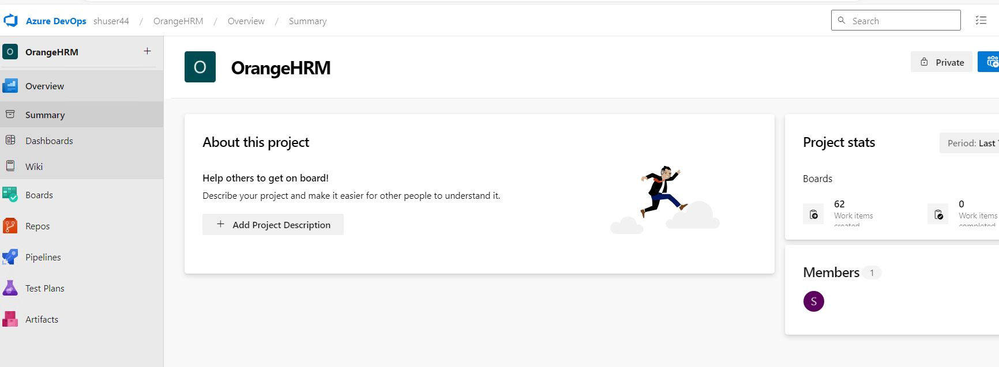 Azure DevOps shuser44 / OrangeHRM / Overview / Summary
Search
O OrangeHRM +
Overview
Summary
Dashboards
Wiki
Boards
Repos
Pipelines
Test Plans
Artifacts
O OrangeHRM
Private
About this project
Help others to get on board!
Describe your project and make it easier for other people to understand it.
+ Add Project Description
Project stats
Period: Last
Boards
62
Work items
created
0
Work items
completed
Members 1
S